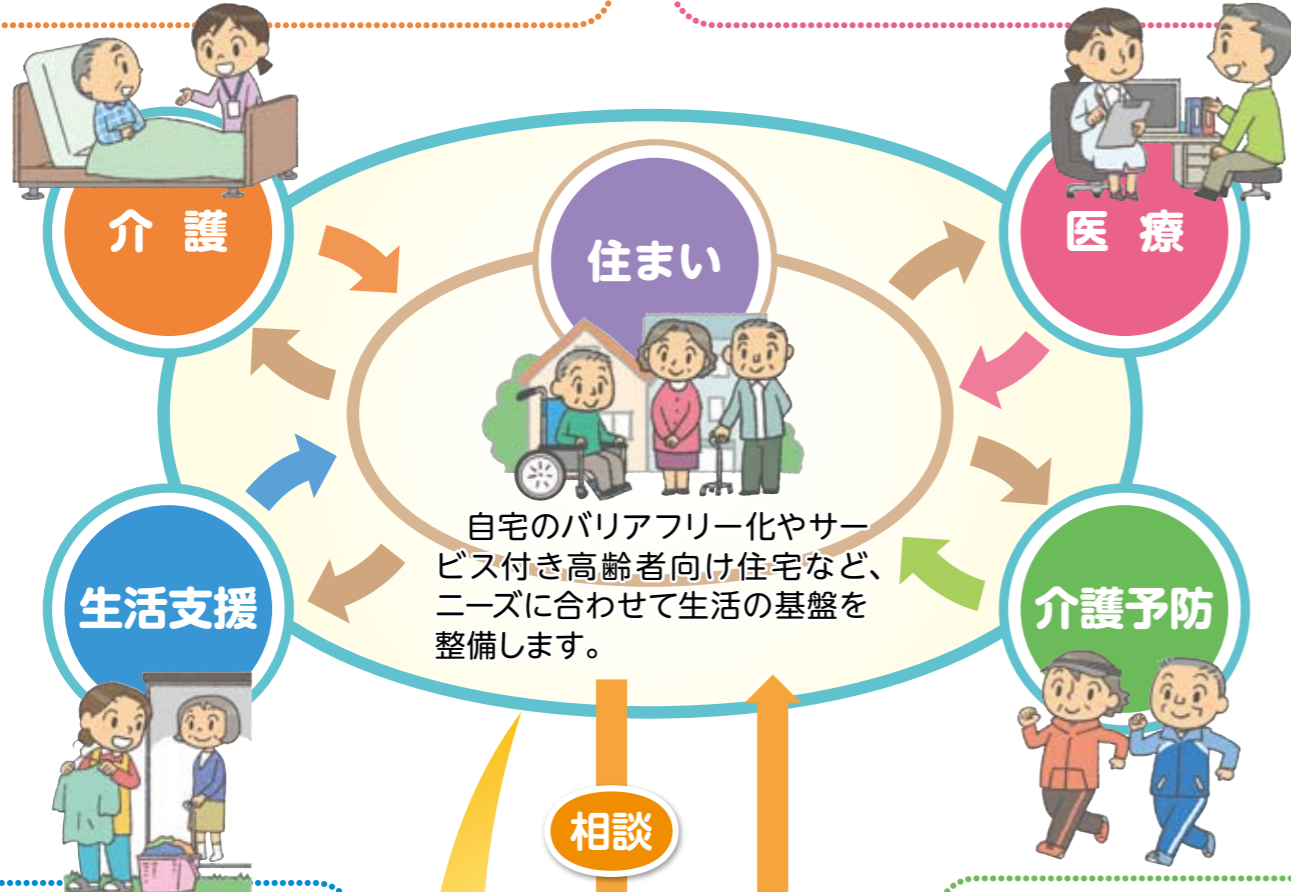 介護
医療
住まい
自宅のバリアフリー化やサー
ビス付き高齢者向け住宅など、
ニーズに合わせて生活の基盤を
整備します。
生活支援
介護予防
相談